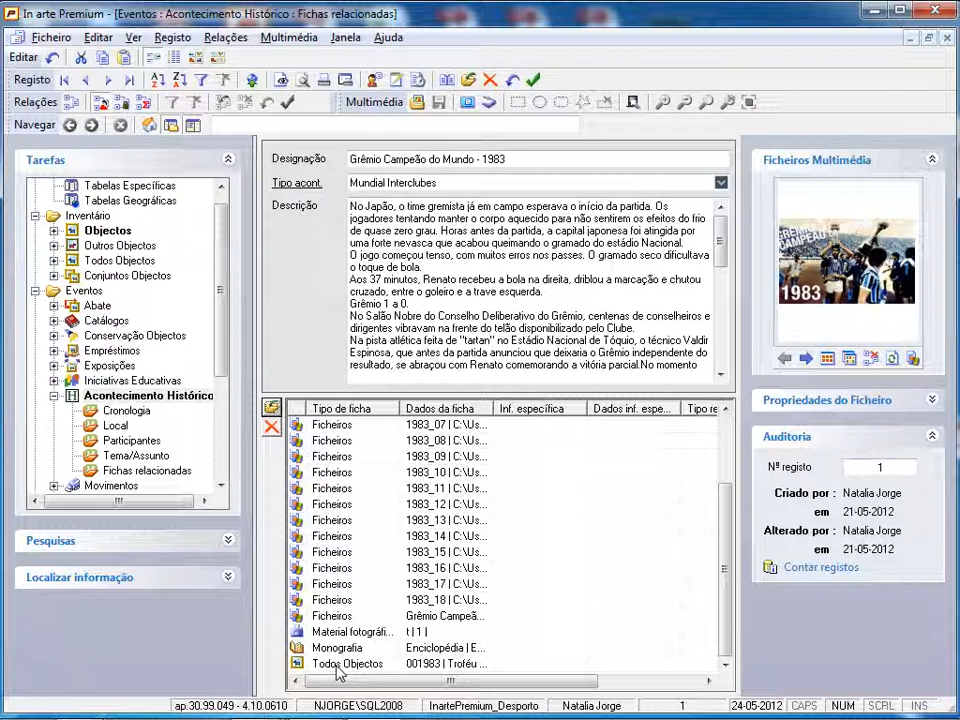 In arte Premium - [Eventos : Acontecimento Histórico : Fichas relacionadas]
Ficheiro Editar Ver Registo Relações Multimédia Janela Ajuda
Editar
Registo
Relações
Multimédia
Navegar
Tarefas
Tabelas Específicas
Tabelas Geográficas
Inventário
Objectos
Outros Objectos
Todos Objectos
Conjuntos Objectos
Eventos
Abate
Catálogos
Conservação Objectos
Empréstimos
Exposições
Iniciativas Educativas
Acontecimento Histórico
Cronologia
Local
Participantes
Tema/Assunto
Fichas relacionadas
Movimentos
Pesquisas
Localizar informação
Designação Grêmio Campeão do Mundo - 1983
Tipo acont. Mundial Interclubes
Descrição
No Japão, o time gremista já em campo esperava o início da partida. Os
jogadores tentando manter o corpo aquecido para não sentirem os efeitos do frio
de quase zero grau. Horas antes da partida, a capital japonesa foi atingida por
uma forte nevasca que acabou queimando o gramado do estádio Nacional.
O jogo começou tenso, com muitos erros nos passes. O gramado seco dificultava
o toque de bola.
Aos 37 minutos, Renato recebeu a bola na direita, driblou a marcação e chutou
cruzado, entre o goleiro e a trave esquerda.
Grêmio 1 a 0.
No Salão Nobre do Conselho Deliberativo do Grêmio, centenas de conselheiros e
dirigentes vibravam na frente do telão disponibilizado pelo Clube.
Na pista atlética feita de "tartan" no Estádio Nacional de Tóquio, o técnico Valdir
Espinosa, que antes da partida anunciou que deixaria o Grêmio independente do
resultado, se abraçou com Renato comemorando a vitória parcial.No momento
Tipo de ficha Dados da ficha Inf. específica Dados inf. espe... Tipo re
Ficheiros 1983_07 | C:\Us...
Ficheiros 1983_08 | C:\Us...
Ficheiros 1983_09 | C:\Us...
Ficheiros 1983_10 | C:\Us...
Ficheiros 1983_11 | C:\Us...
Ficheiros 1983_12 | C:\Us...
Ficheiros 1983_13 | C:\Us...
Ficheiros 1983_14 | C:\Us...
Ficheiros 1983_15 | C:\Us...
Ficheiros 1983_16 | C:\Us...
Ficheiros 1983_17 | C:\Us...
Ficheiros 1983_18 | C:\Us...
Ficheiros Grêmio Campeã...
Material fotográfi... t | 1 |
Monografia Enciclopédia | E...
Todos Objectos 001983 | Troféu ...
Ficheiros Multimédia
1983
Propriedades do Ficheiro
Auditoria
Nº registo 1
Criado por : Natalia Jorge
em 21-05-2012
Alterado por : Natalia Jorge
em 21-05-2012
Contar registos
ap.30.99.049 - 4.10.0610 NJORGE\SQL2008 InartePremium_Desporto Natalia Jorge 1 24-05-2012 CAPS NUM SCRL INS